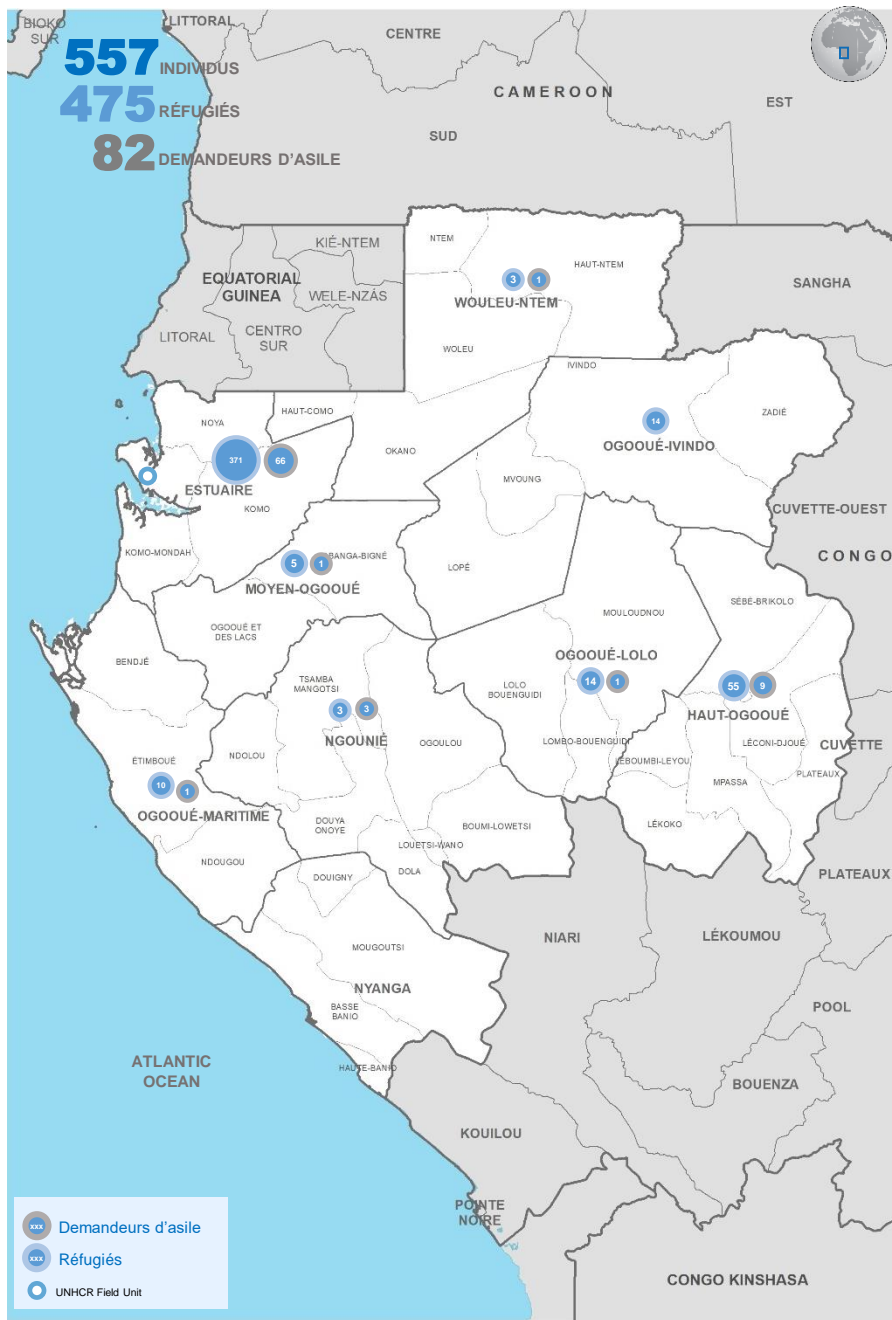 BIOKO
SUR
LITTORAL
CENTRE
557 INDIVIDUS
475 RÉFUGIÉS
82 DEMANDEURS D'ASILE
CAMEROON
EST
SUD
NTEM
KIÉ-NTEM
HAUT-NTEM
EQUATORIAL
GUINEA
3
1
WOULEU-NTEM
SANGHA
WELE-NZÁS
LITORAL
CENTRO
SUR
WOLEU
IVINDO
HAUT-COMO
NOYA
14
ZADIÉ
OGOOUÉ-IVINDO
OKANO
371
66
ESTUAIRE
MVOUNG
KOMO
CUVETTE-OUEST
KOMO-MONDAH
5
1
BANGA-BIGNÉ
MOYEN-OGOOUÉ
LOPÉ
CONGO
SÉBÉ-BRIKOLO
MOULOUDNOU
OGOOUÉ ET
DES LACS
BENDJÉ
OGOOUÉ-LOLO
TSAMBA
MANGOTSI
LOLO
BOUENGUIDI
14
1
55
9
HAUT-OGOOUÉ
3
3
NGOUNIÉ
OGOULOU
LOMBO-BOUENGUIDI
LÉCONI-DJOUÉ
CUVETTE
NDOLOU
ÉTIMBOUÉ
LEBOUMBI-LEYOU
PLATEAUX
MPASSA
10
1
OGOOUÉ-MARITIME
DOUYA
ONOYE
BOUMI-LOWETSI
LÉKOKO
LOUETSI-WANO
NDOUGOU
DOUIGNY
DOLA
PLATEAUX
NIARI
LÉKOUMOU
MOUGOUTSI
NYANGA
BASSE
BANIO
POOL
ATLANTIC
OCEAN
HAUTE-BANIO
BOUENZA
KOUILOU
POINTE
NOIRE
CONGO KINSHASA
xxx Demandeurs d'asile
xxx Réfugiés
UNHCR Field Unit